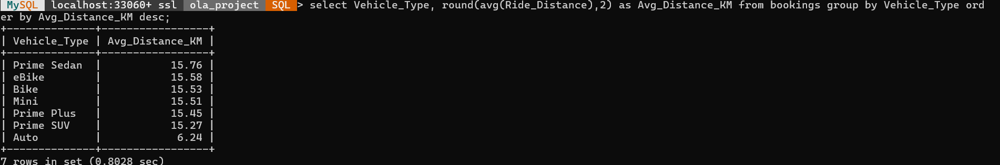 MySQL localhost:33060+ ssl ola_project SQL > select Vehicle_Type, round(avg(Ride_Distance),2) as Avg_Distance_KM from bookings group by Vehicle_Type ord
er by Avg_Distance_KM desc;
+--------------+-----------------+
| Vehicle_Type | Avg_Distance_KM |
+--------------+-----------------+
| Prime Sedan  |           15.76 |
| eBike        |           15.58 |
| Bike         |           15.53 |
| Mini         |           15.51 |
| Prime Plus   |           15.45 |
| Prime SUV    |           15.27 |
| Auto         |            6.24 |
+--------------+-----------------+
7 rows in set (0.8028 sec)